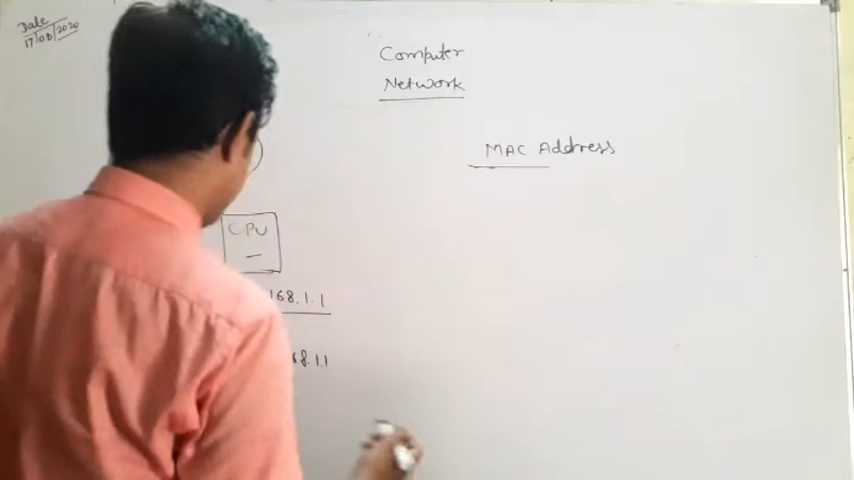 Date
17/08/2020
Computer
Network
MAC Address
CPU
168.1.1
68.1.1